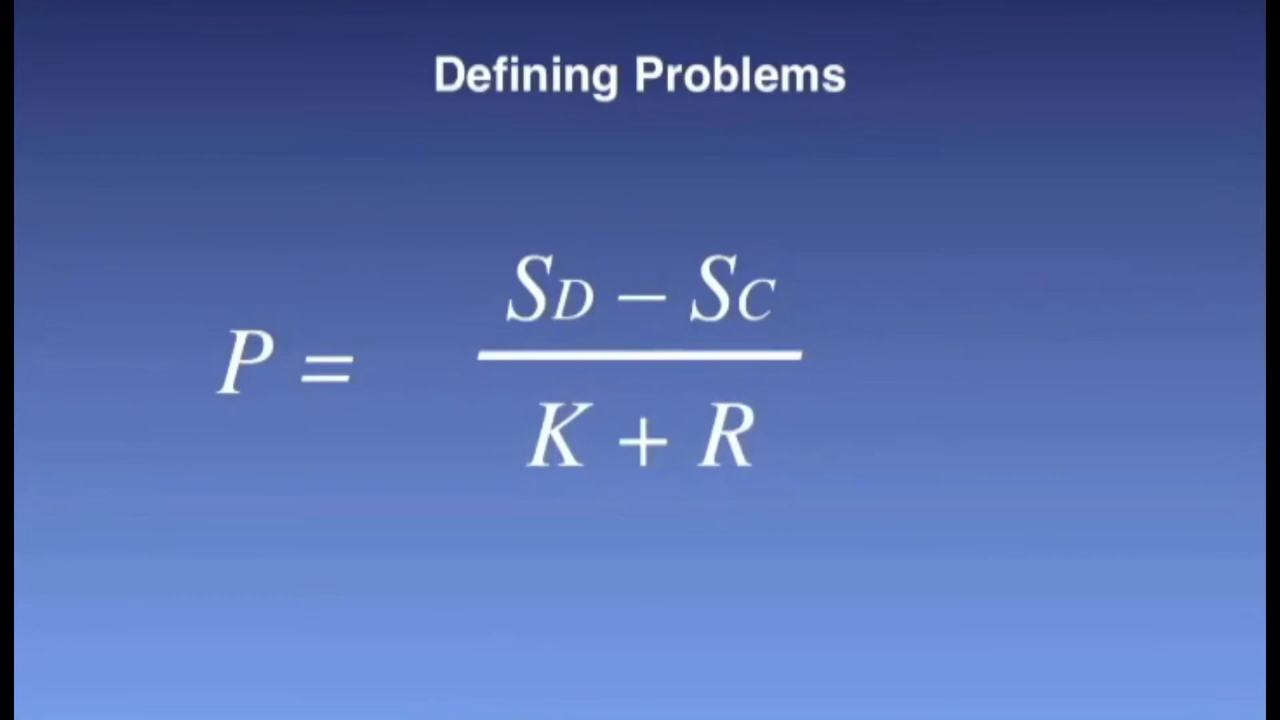 Defining Problems
SD – SC
P =
K + R